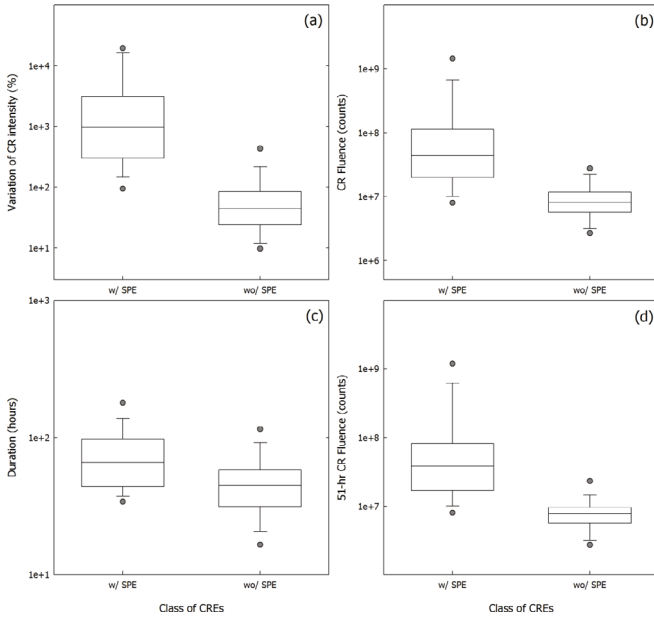 (a)
Variation of CR intensity (%)
1e+4
1e+3
1e+2
1e+1
w/ SPE
wo/ SPE
(b)
CR Fluence (counts)
1e+9
1e+8
1e+7
1e+6
w/ SPE
wo/ SPE
(c)
Duration (hours)
1e+3
1e+2
1e+1
w/ SPE
wo/ SPE
Class of CREs
(d)
51-hr CR Fluence (counts)
1e+9
1e+8
1e+7
w/ SPE
wo/ SPE
Class of CREs